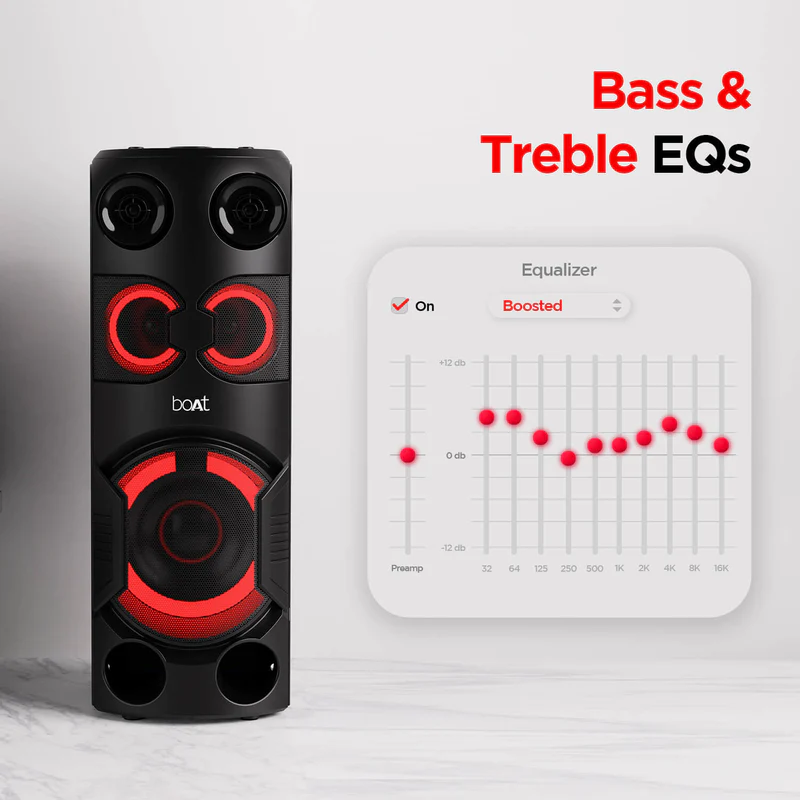 Bass &
Treble EQs
Equalizer
On
Boosted
+12 db
0 db
-12 db
Preamp 32 64 125 250 500 1K 2K 4K 8K 16K
boAt